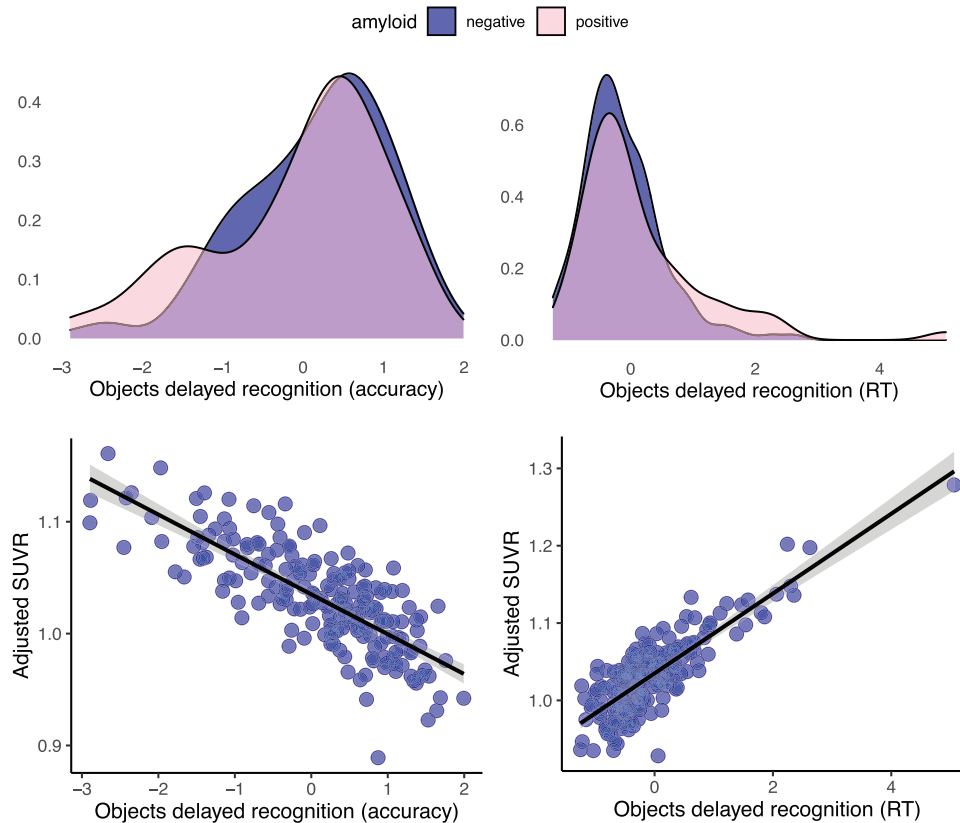 amyloid negative positive
0.4
0.3
0.2
0.1
0.0
−3 −2 −1 0 1 2
Objects delayed recognition (accuracy)
0.6
0.4
0.2
0.0
0 2 4
Objects delayed recognition (RT)
Adjusted SUVR
1.1
1.0
0.9
−3 −2 −1 0 1 2
Objects delayed recognition (accuracy)
Adjusted SUVR
1.3
1.2
1.1
1.0
0 2 4
Objects delayed recognition (RT)